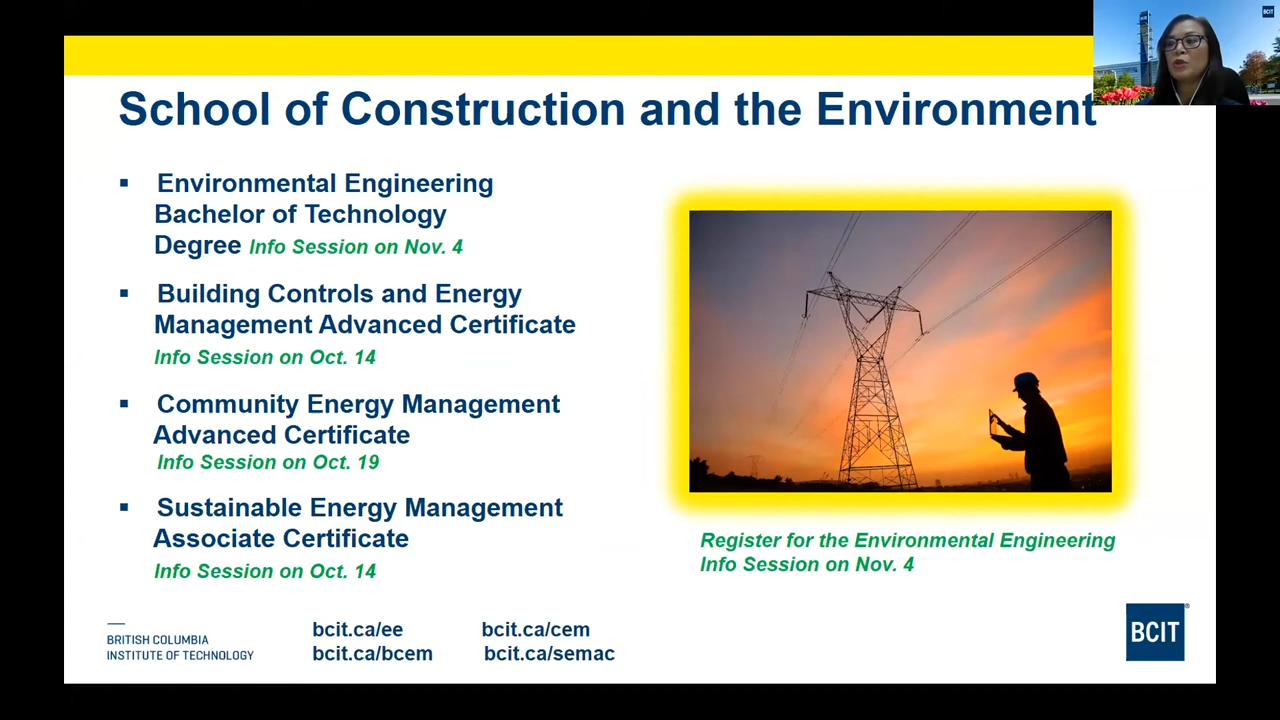 BCIT
School of Construction and the Environment
▪ Environmental Engineering
Bachelor of Technology
Degree Info Session on Nov. 4
▪ Building Controls and Energy
Management Advanced Certificate
Info Session on Oct. 14
▪ Community Energy Management
Advanced Certificate
Info Session on Oct. 19
▪ Sustainable Energy Management
Associate Certificate
Info Session on Oct. 14
Register for the Environmental Engineering
Info Session on Nov. 4
BRITISH COLUMBIA
INSTITUTE OF TECHNOLOGY
bcit.ca/ee bcit.ca/cem
bcit.ca/bcem bcit.ca/semac
BCIT®